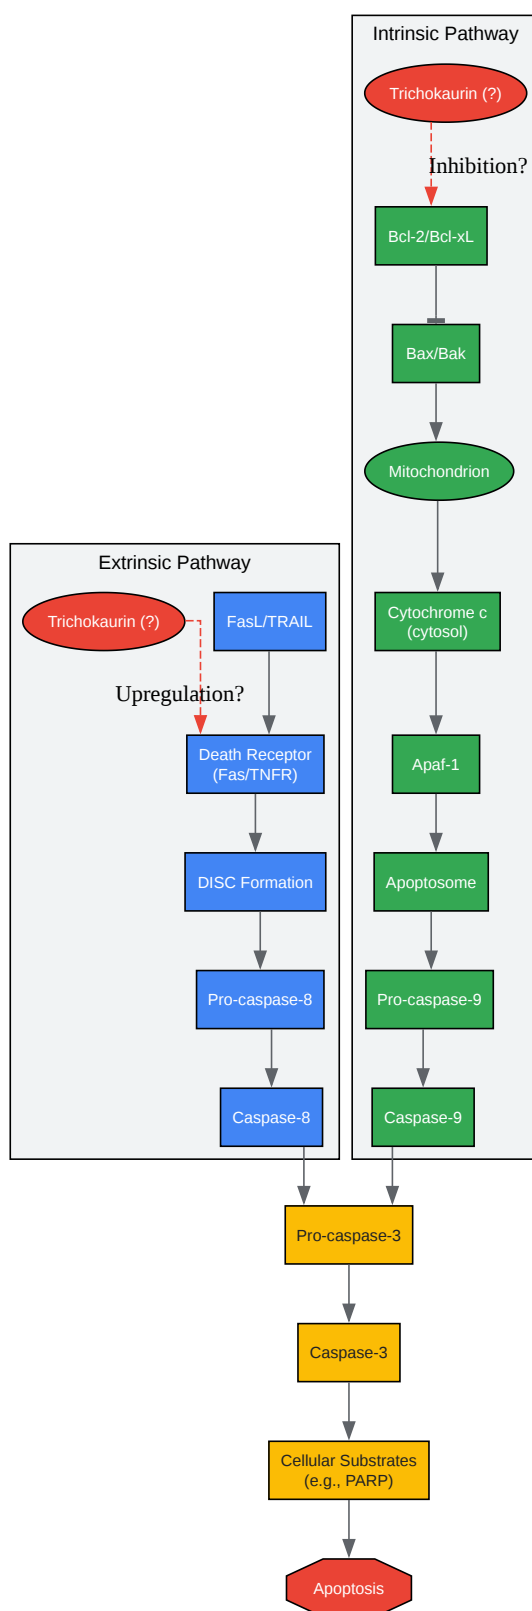 Intrinsic Pathway
Trichokaurin (?)
Inhibition?
Bcl-2/Bcl-xL
Bax/Bak
Mitochondrion
Cytochrome c
(cytosol)
Apaf-1
Apoptosome
Pro-caspase-9
Caspase-9
Extrinsic Pathway
Trichokaurin (?)
FasL/TRAIL
Upregulation?
Death Receptor
(Fas/TNFR)
DISC Formation
Pro-caspase-8
Caspase-8
Pro-caspase-3
Caspase-3
Cellular Substrates
(e.g., PARP)
Apoptosis